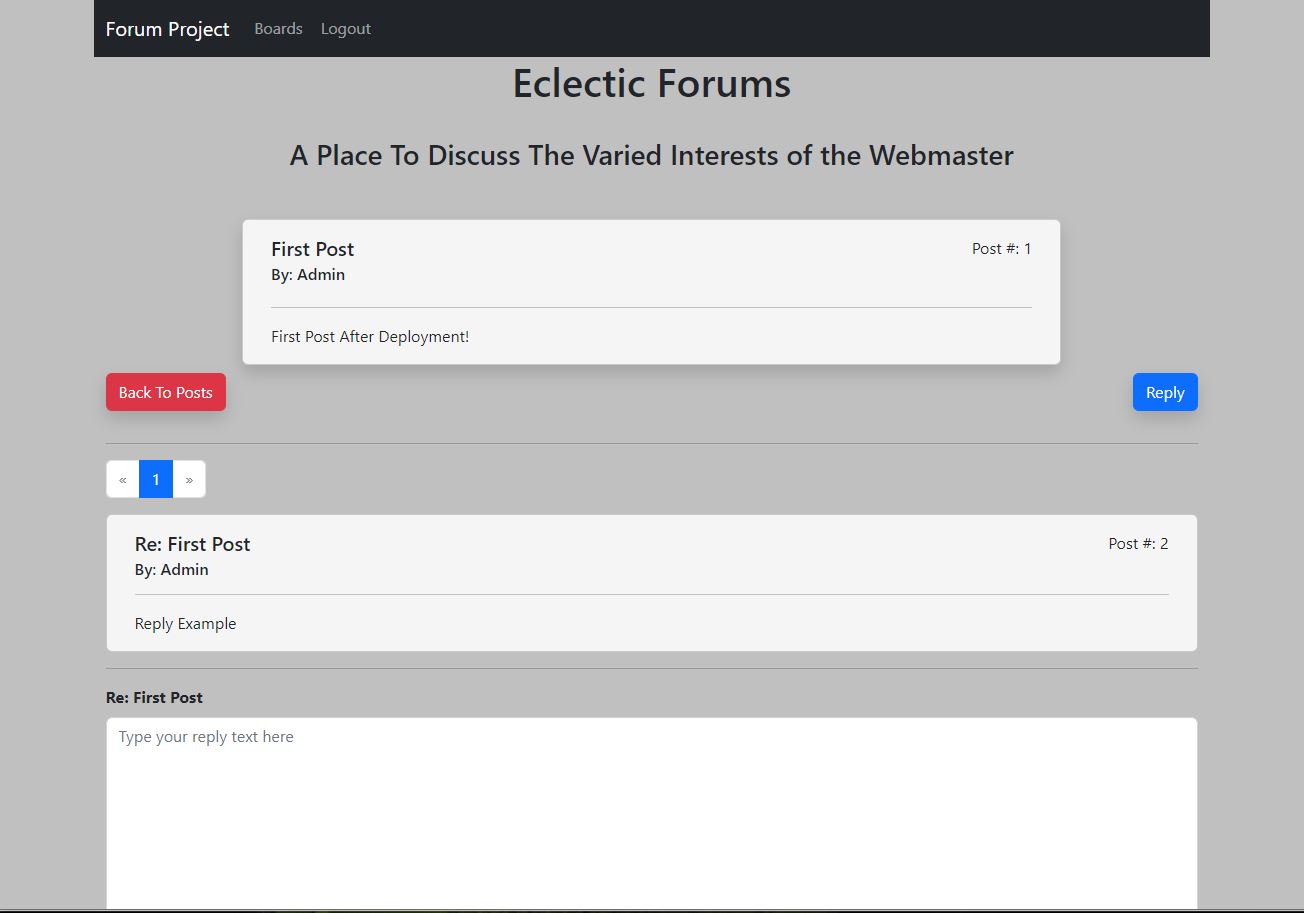 Forum Project Boards Logout
Eclectic Forums
A Place To Discuss The Varied Interests of the Webmaster
First Post Post #: 1
By: Admin
First Post After Deployment!
Back To Posts Reply
« 1 »
Re: First Post Post #: 2
By: Admin
Reply Example
Re: First Post
Type your reply text here